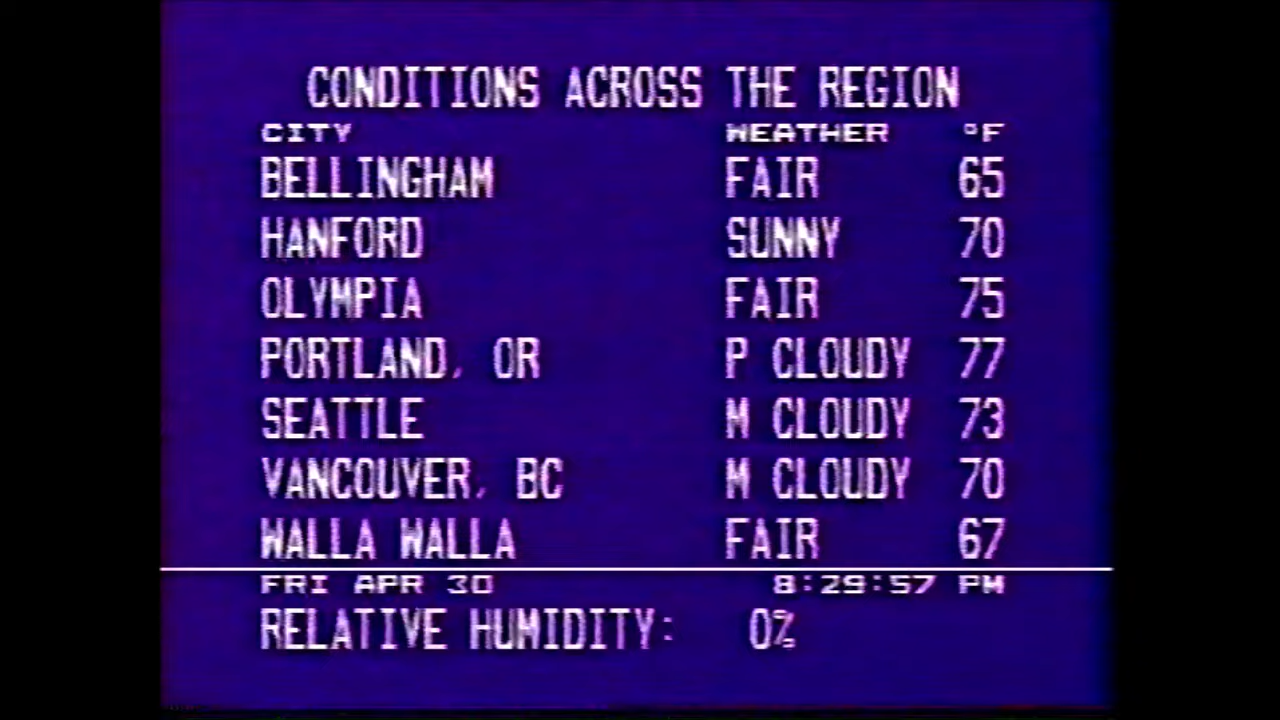 CONDITIONS ACROSS THE REGION
CITY WEATHER °F
BELLINGHAM FAIR 65
HANFORD SUNNY 70
OLYMPIA FAIR 75
PORTLAND, OR P CLOUDY 77
SEATTLE M CLOUDY 73
VANCOUVER, BC M CLOUDY 70
WALLA WALLA FAIR 67
FRI APR 30 8:29:57 PM
RELATIVE HUMIDITY: 0%